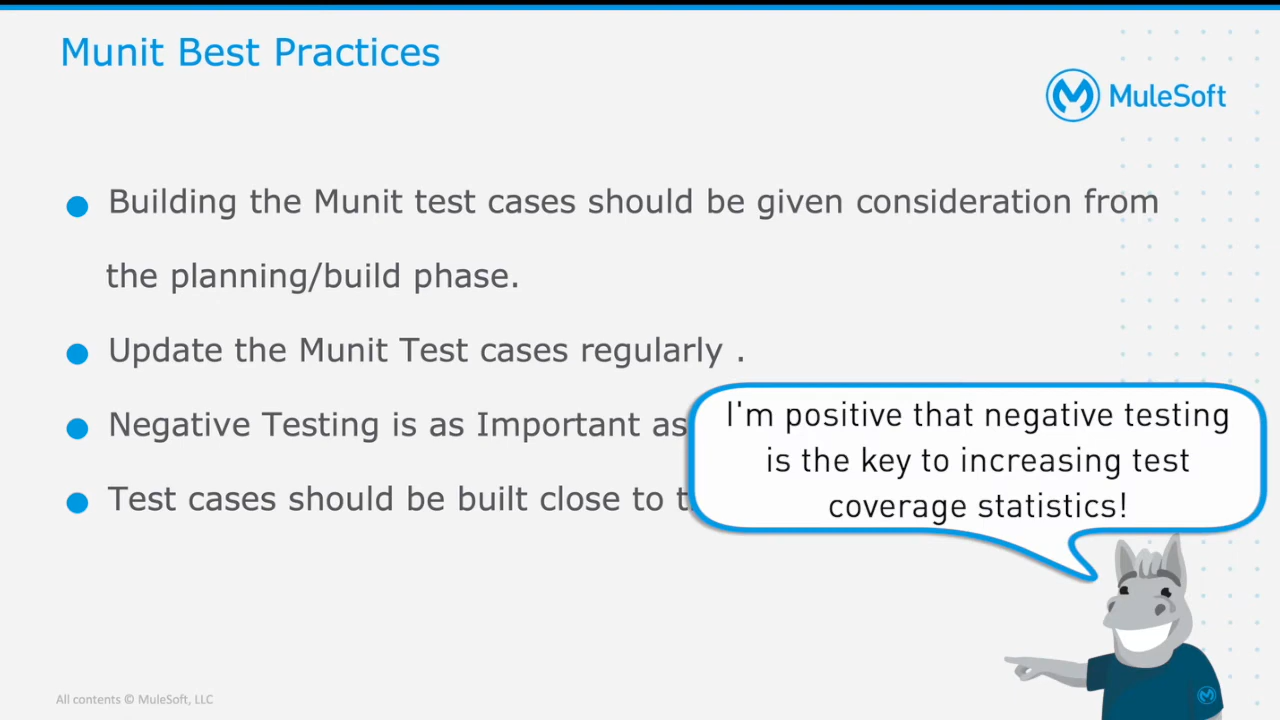 Munit Best Practices
MuleSoft
Building the Munit test cases should be given consideration from
the planning/build phase.
Update the Munit Test cases regularly .
Negative Testing is as Important as
Test cases should be built close to
I'm positive that negative testing
is the key to increasing test
coverage statistics!
All contents © MuleSoft, LLC